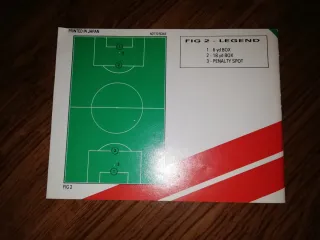 PRINTED IN JAPAN
FIG 2 - LEGEND
1 6 yd BOX
2 - 18 yd BOX
3 - PENALTY SPOT
FIG 2